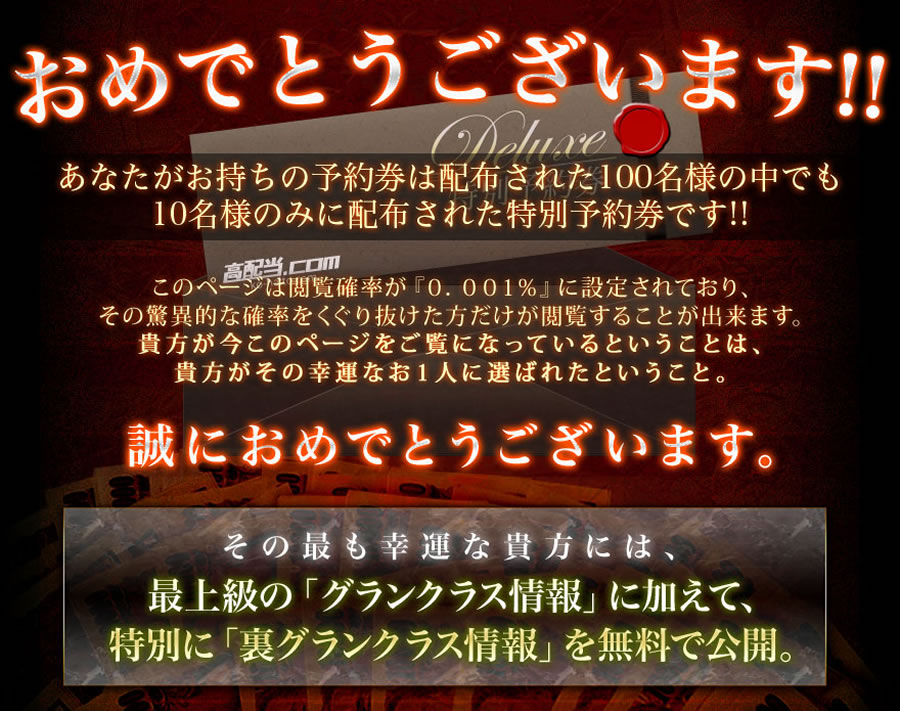 おめでとうございます!!
Deluxe
あなたがお持ちの予約券は配布された100名様の中でも
10名様のみに配布された特別予約券です!!
高配当.com
このページは閲覧確率が『0．001%』に設定されており、
その驚異的な確率をくぐり抜けた方だけが閲覧することが出来ます。
貴方が今このページをご覧になっているということは、
貴方がその幸運なお1人に選ばれたということ。
誠におめでとうございます。
その最も幸運な貴方には、
最上級の「グランクラス情報」に加えて、
特別に「裏グランクラス情報」を無料で公開。